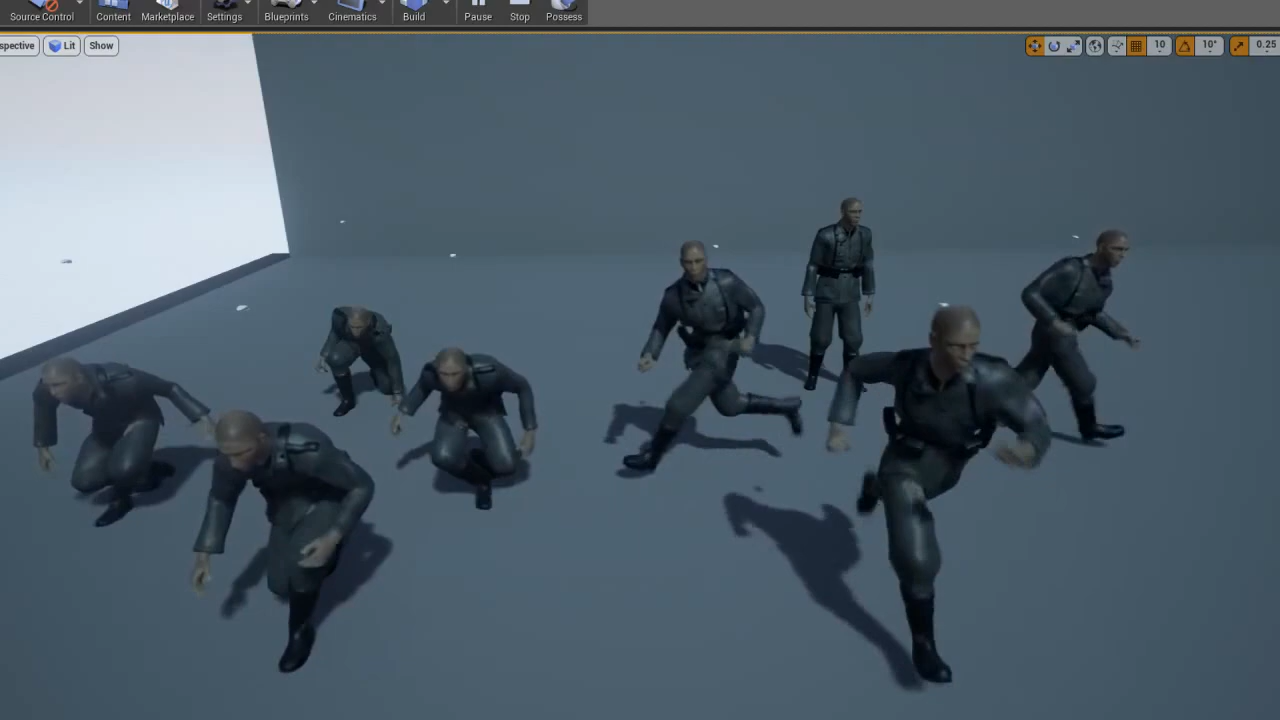 Source Control Content Marketplace Settings Blueprints Cinematics Build Pause Stop Possess
spective Lit Show 10 10° 0.25